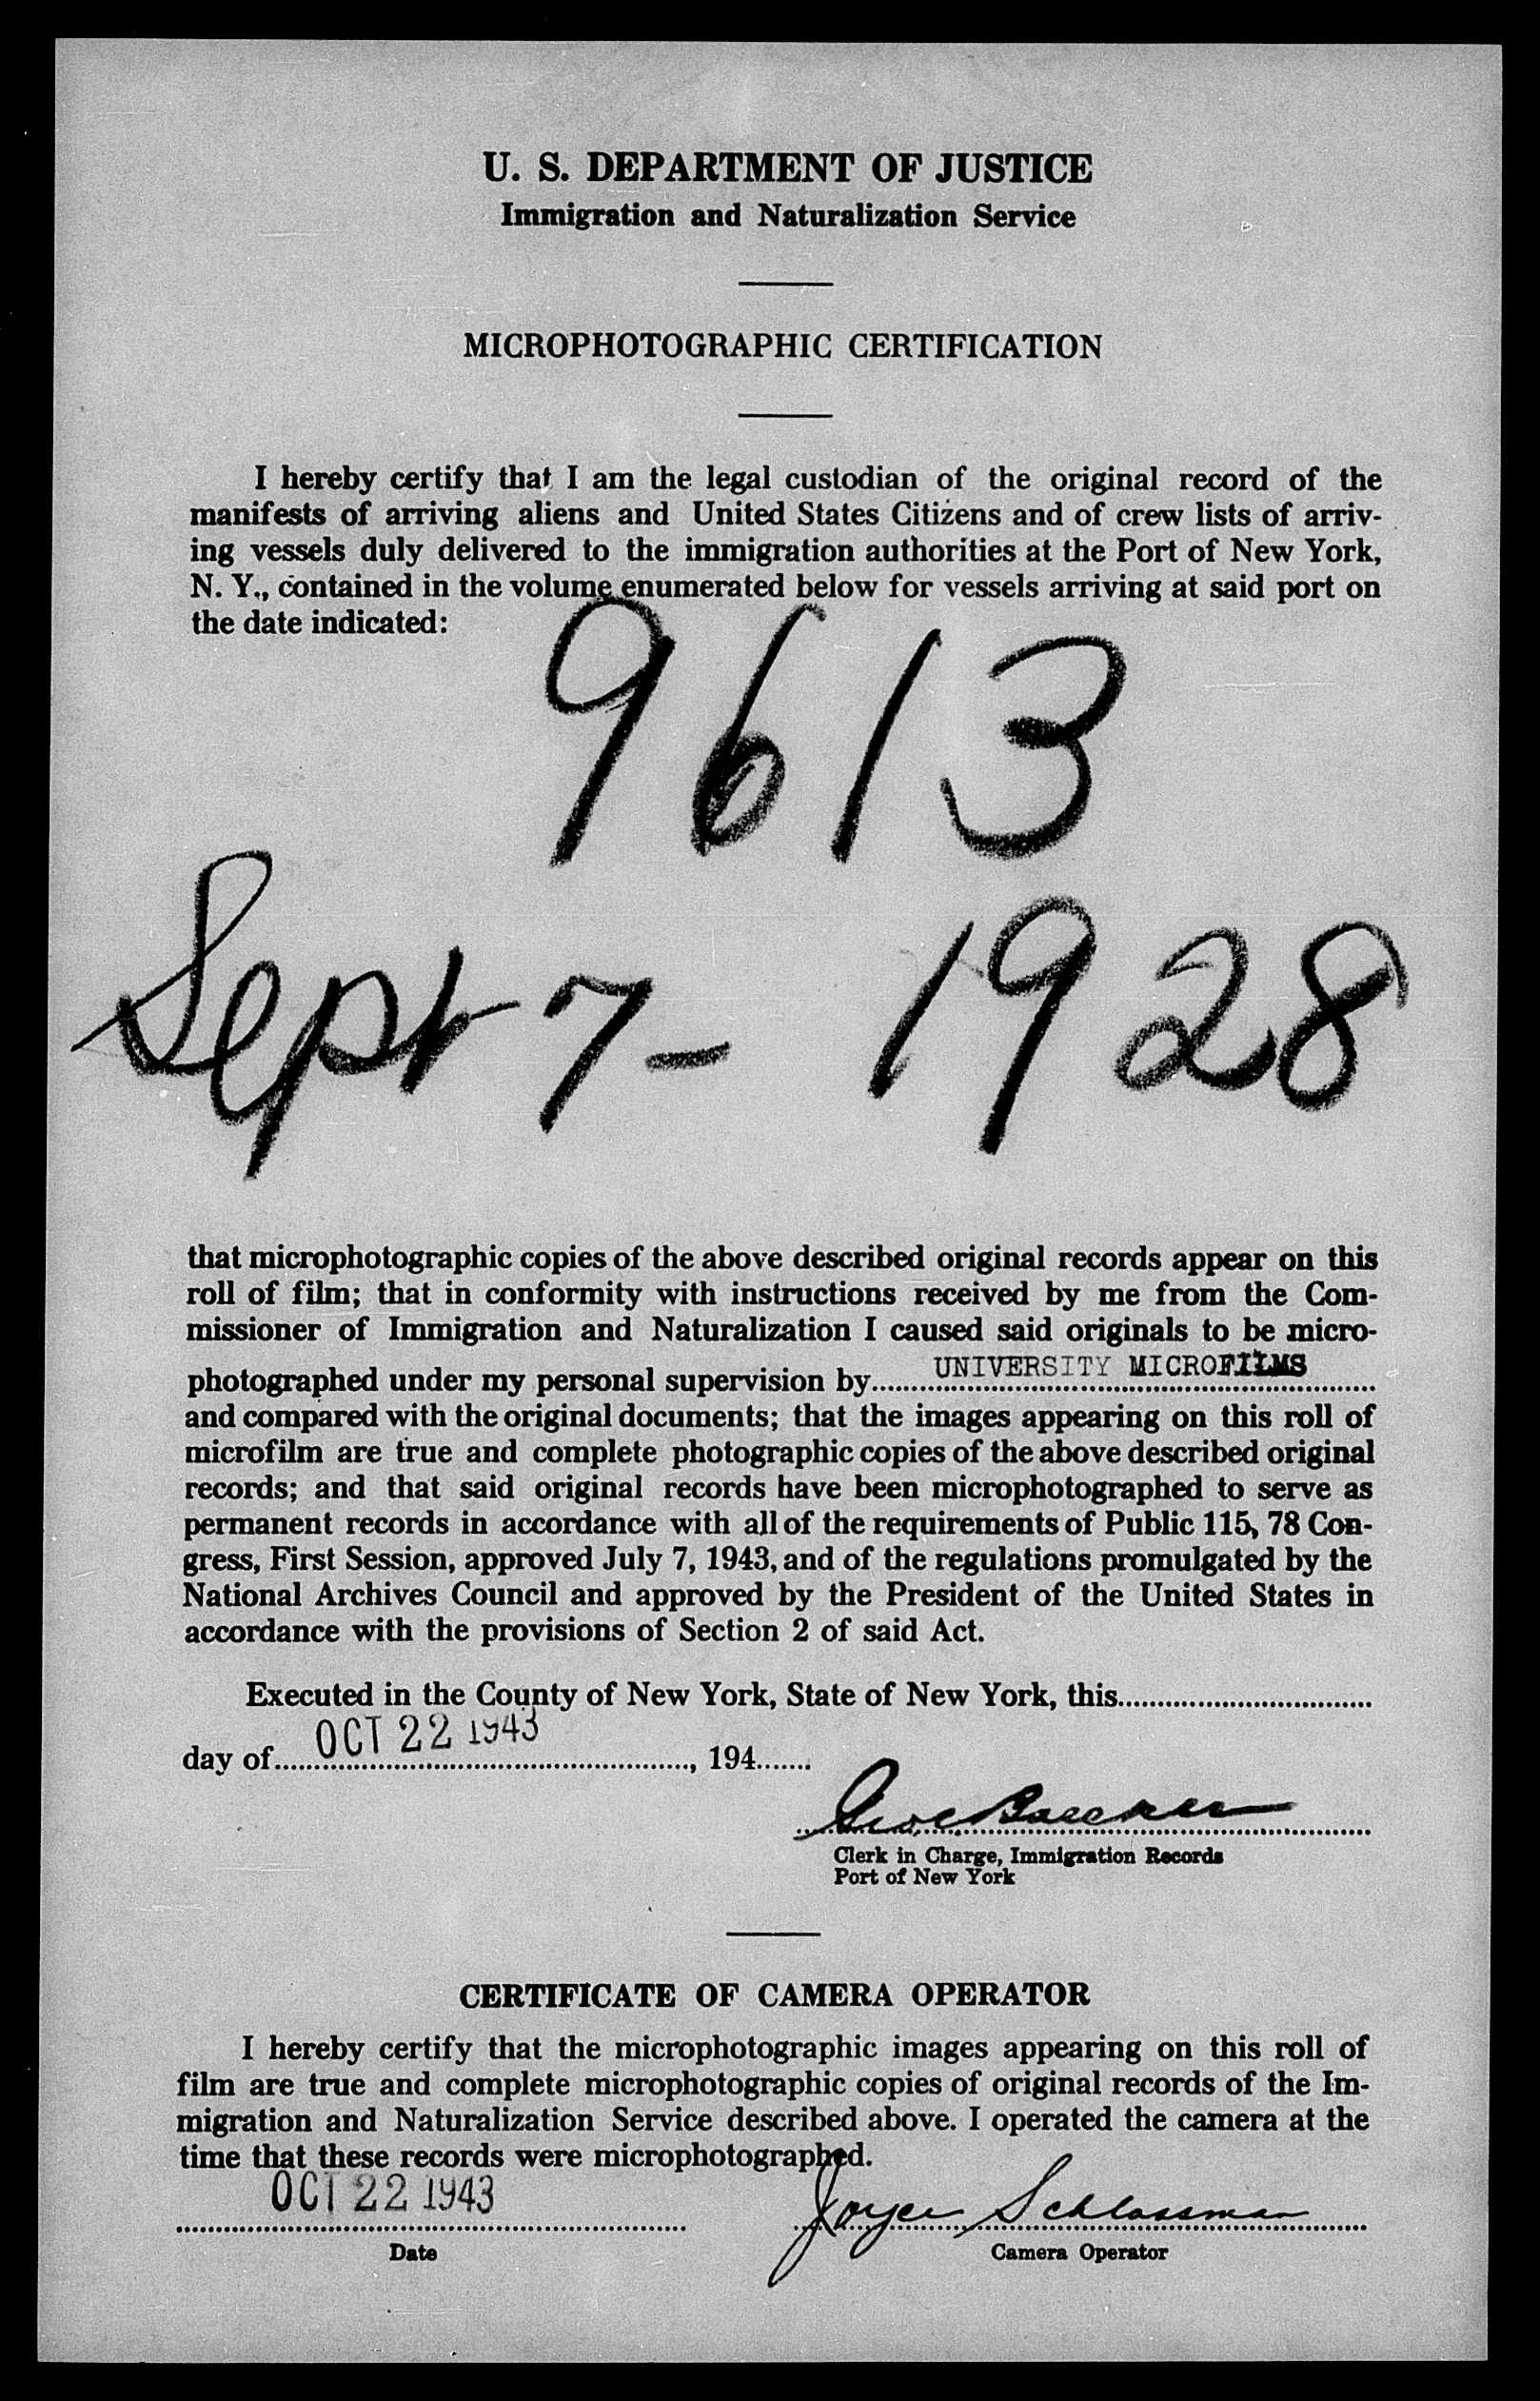 U. S. DEPARTMENT OF JUSTICE
Immigration and Naturalization Service
MICROPHOTOGRAPHIC CERTIFICATION
I hereby certify that I am the legal custodian of the original record of the
manifests of arriving aliens and United States Citizens and of crew lists of arriv-
ing vessels duly delivered to the immigration authorities at the Port of New York,
N. Y., contained in the volume enumerated below for vessels arriving at said port on
the date indicated:
9613
Sept 7 - 1928
that microphotographic copies of the above described original records appear on this
roll of film; that in conformity with instructions received by me from the Com-
missioner of Immigration and Naturalization I caused said originals to be micro-
photographed under my personal supervision by UNIVERSITY MICROFILMS
and compared with the original documents; that the images appearing on this roll of
microfilm are true and complete photographic copies of the above described original
records; and that said original records have been microphotographed to serve as
permanent records in accordance with all of the requirements of Public 115, 78 Con-
gress, First Session, approved July 7, 1943, and of the regulations promulgated by the
National Archives Council and approved by the President of the United States in
accordance with the provisions of Section 2 of said Act.
Executed in the County of New York, State of New York, this
day of OCT 22 1943, 194
Clerk in Charge, Immigration Records
Port of New York
CERTIFICATE OF CAMERA OPERATOR
I hereby certify that the microphotographic images appearing on this roll of
film are true and complete microphotographic copies of original records of the Im-
migration and Naturalization Service described above. I operated the camera at the
time that these records were microphotographed.
OCT 22 1943 Joyce Schlossman
Date Camera Operator